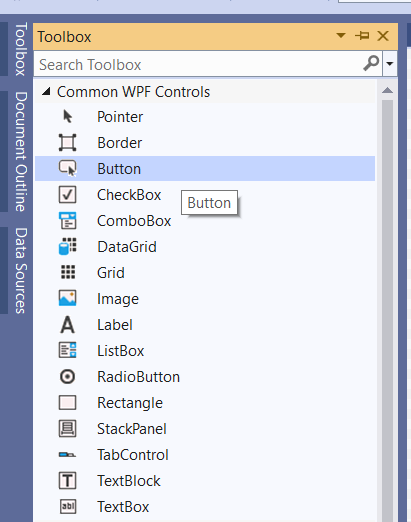 Toolbox
Document Outline
Data Sources
Toolbox
Search Toolbox
Common WPF Controls
Pointer
Border
Button
CheckBox
Button
ComboBox
DataGrid
Grid
Image
A Label
ListBox
RadioButton
Rectangle
StackPanel
TabControl
T TextBlock
abl TextBox